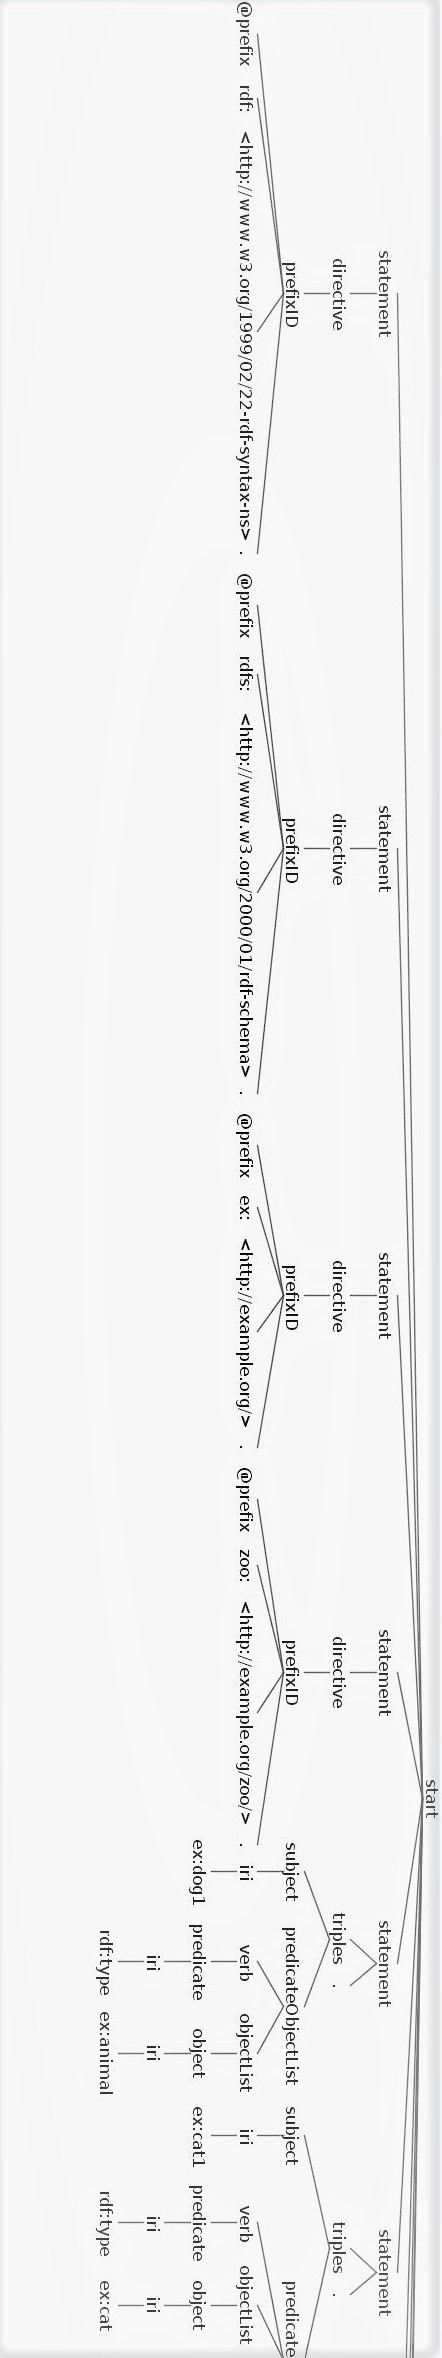 start
statement statement statement statement statement statement
directive directive directive directive triples . triples .
prefixID prefixID prefixID prefixID subject predicateObjectList subject predicate
@prefix rdf: <http://www.w3.org/1999/02/22-rdf-syntax-ns> . @prefix rdfs: <http://www.w3.org/2000/01/rdf-schema> . @prefix ex: <http://example.org/> . @prefix zoo: <http://example.org/zoo/> . iri verb objectList iri verb objectList
ex:dog1 predicate object ex:cat1 predicate object
iri iri iri iri
rdf:type ex:animal rdf:type ex:cat